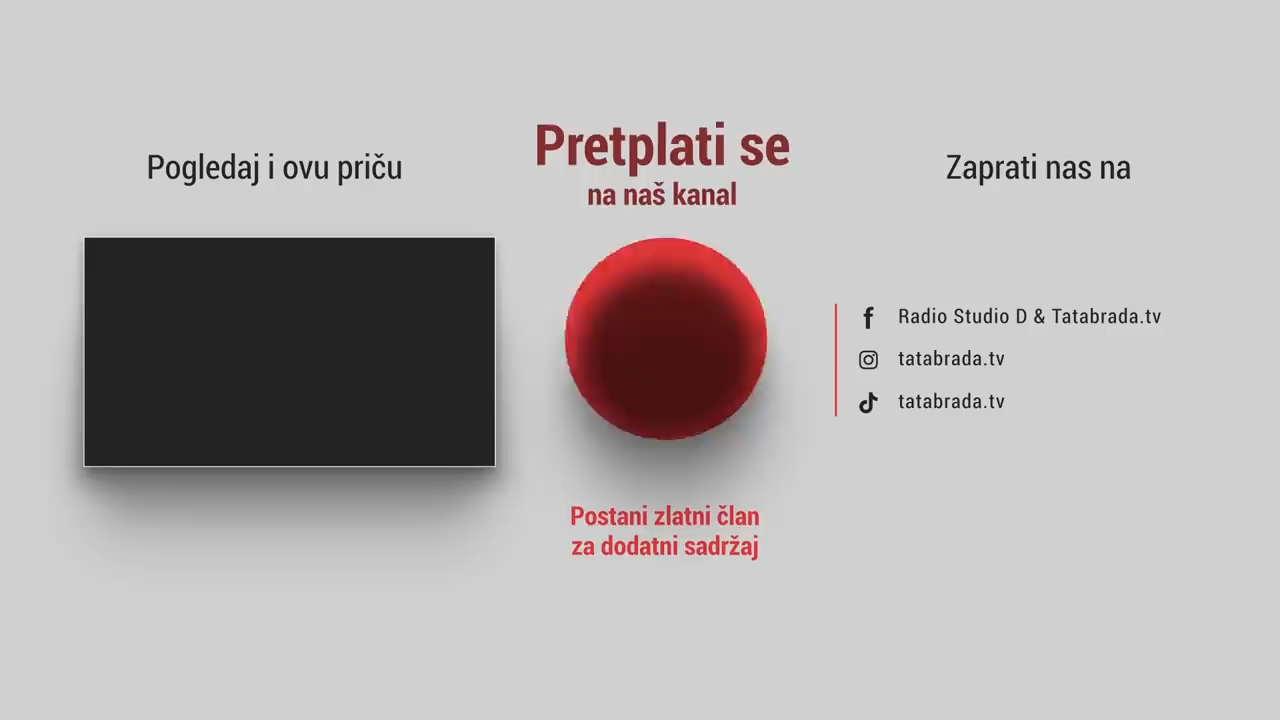 Pogledaj i ovu priču
Pretplati se
na naš kanal
Postani zlatni član
za dodatni sadržaj
Zaprati nas na
Radio Studio D & Tatabrada.tv
tatabrada.tv
tatabrada.tv